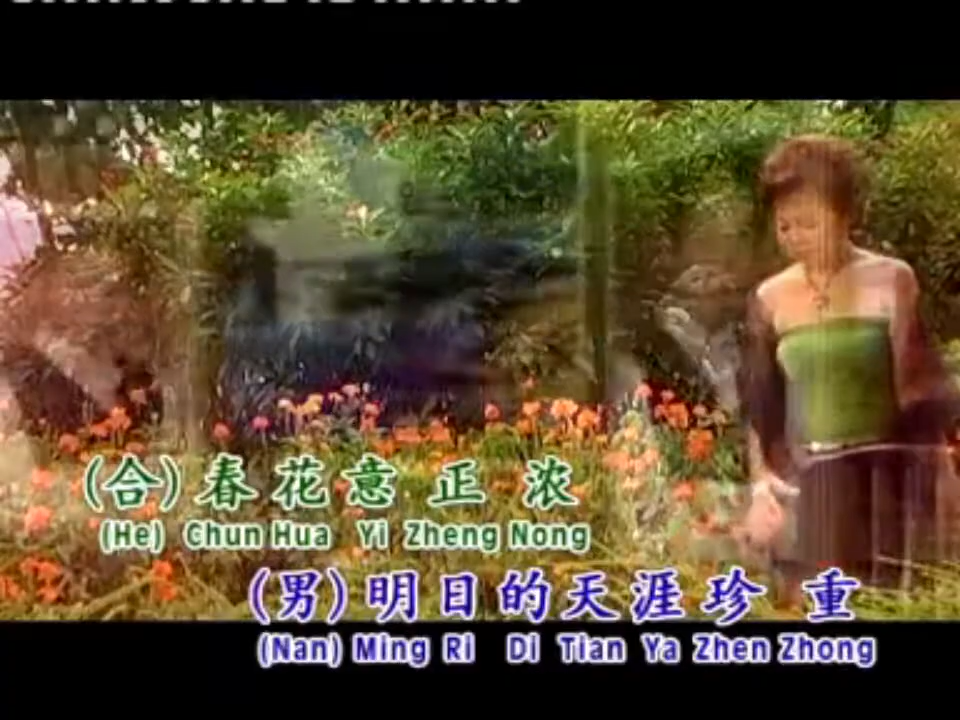 (合) 春花意正浓
(He) Chun Hua Yi Zheng Nong
(男) 明日的天涯珍重
(Nan) Ming Ri Di Tian Ya Zhen Zhong